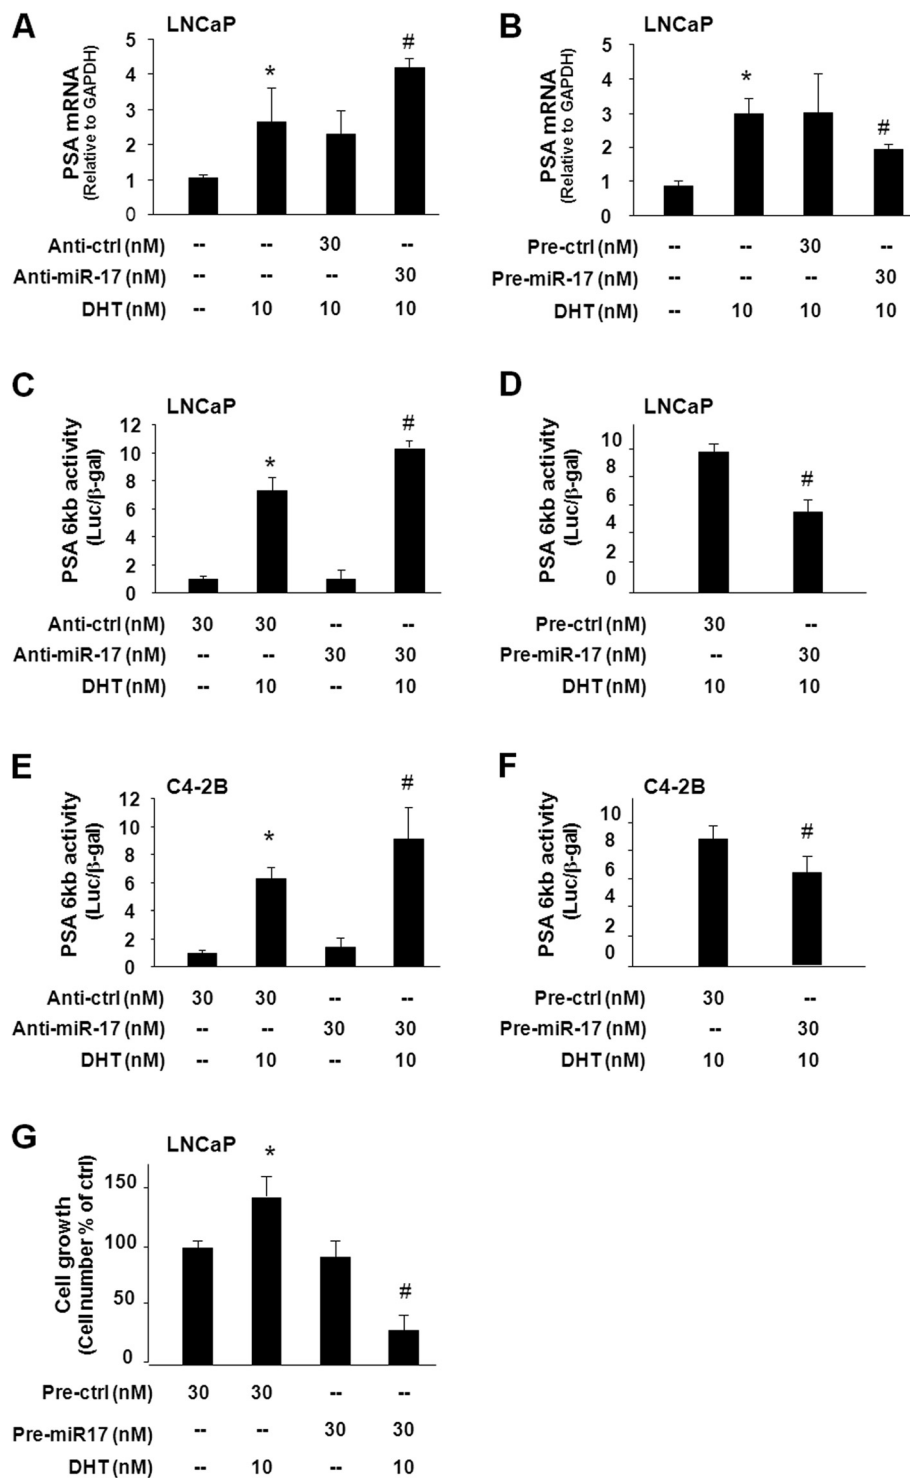 A
LNCaP
PSA mRNA
(Relative to GAPDH)
5
4
3
2
1
0
*
#
Anti-ctrl (nM) -- -- 30 --
Anti-miR-17 (nM) -- -- -- 30
DHT (nM) -- 10 10 10
B
LNCaP
PSA mRNA
(Relative to GAPDH)
5
4
3
2
1
0
*
#
Pre-ctrl (nM) -- -- 30 --
Pre-miR-17 (nM) -- -- -- 30
DHT (nM) -- 10 10 10
C
LNCaP
PSA 6kb activity
(Luc/β-gal)
12
10
8
6
4
2
0
*
#
Anti-ctrl (nM) 30 30 -- --
Anti-miR-17 (nM) -- -- 30 30
DHT (nM) -- 10 -- 10
D
LNCaP
PSA 6kb activity
(Luc/β-gal)
10
8
6
4
2
0
#
Pre-ctrl (nM) 30 --
Pre-miR-17 (nM) -- 30
DHT (nM) 10 10
E
C4-2B
PSA 6kb activity
(Luc/β-gal)
12
10
8
6
4
2
0
*
#
Anti-ctrl (nM) 30 30 -- --
Anti-miR-17 (nM) -- -- 30 30
DHT (nM) -- 10 -- 10
F
C4-2B
PSA 6kb activity
(Luc/β-gal)
10
8
6
4
2
0
#
Pre-ctrl (nM) 30 --
Pre-miR-17 (nM) -- 30
DHT (nM) 10 10
G
LNCaP
Cell growth
(Cell number % of ctrl)
150
100
50
0
*
#
Pre-ctrl (nM) 30 30 -- --
Pre-miR17 (nM) -- -- 30 30
DHT (nM) -- 10 -- 10